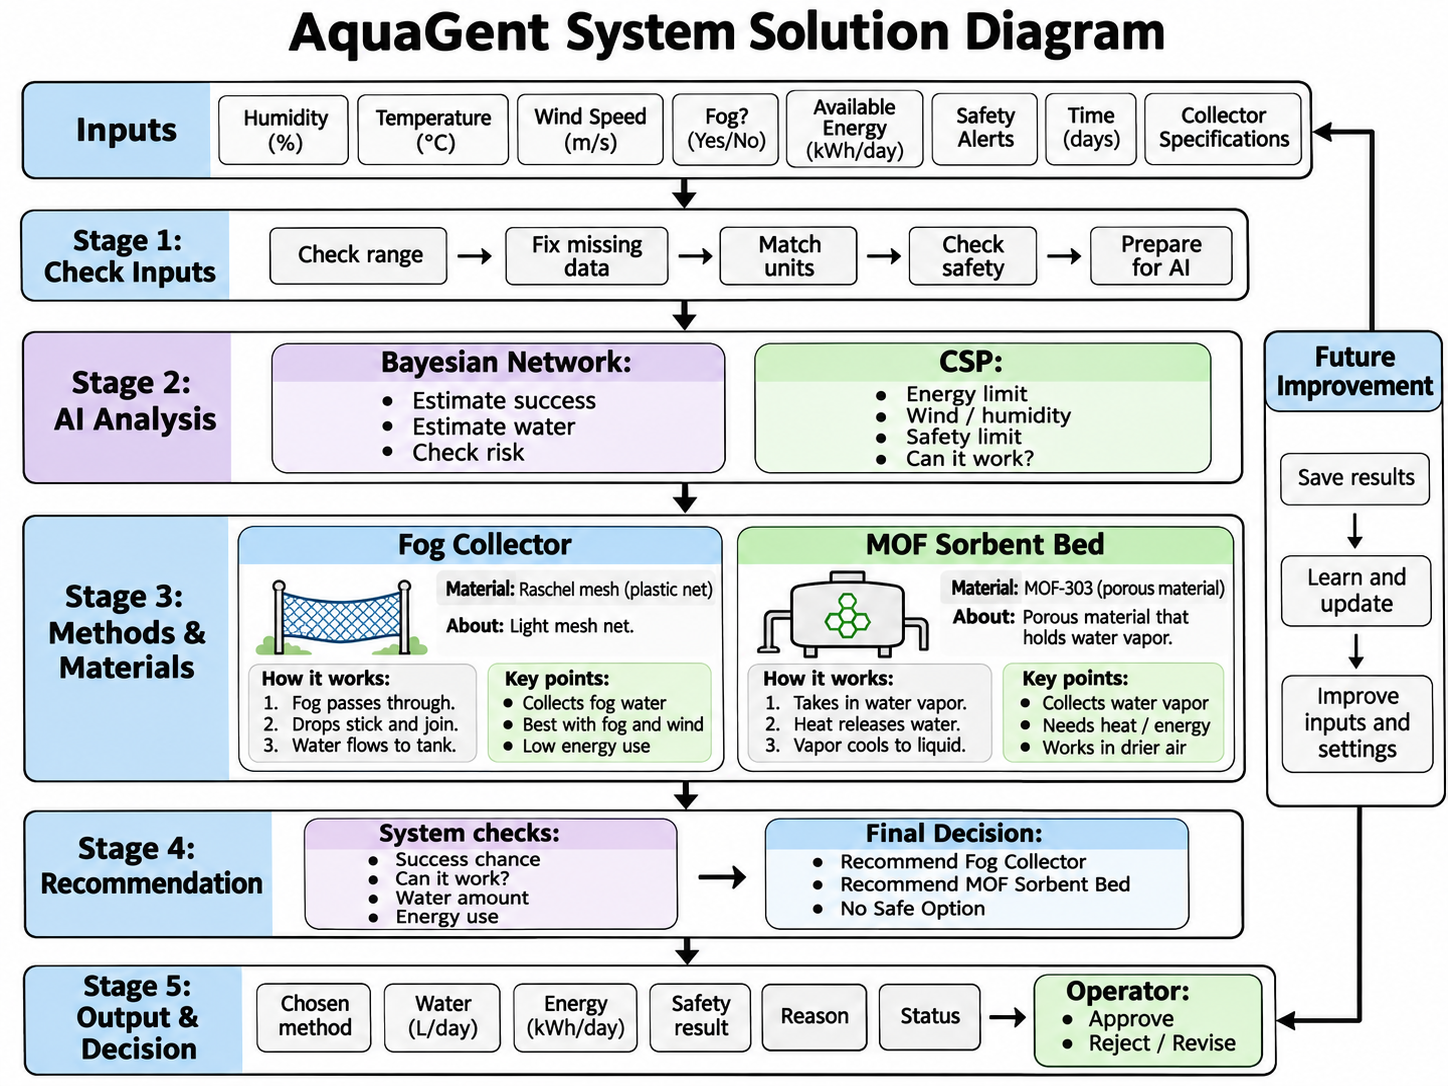 AquaGent System Solution Diagram
Inputs
Humidity
(%)
Temperature
(°C)
Wind Speed
(m/s)
Fog?
(Yes/No)
Available
Energy
(kWh/day)
Safety
Alerts
Time
(days)
Collector
Specifications
Stage 1:
Check Inputs
Check range
Fix missing
data
Match
units
Check
safety
Prepare
for AI
Stage 2:
AI Analysis
Bayesian Network:
• Estimate success
• Estimate water
• Check risk
CSP:
• Energy limit
• Wind / humidity
• Safety limit
• Can it work?
Stage 3:
Methods &
Materials
Fog Collector
Material: Raschel mesh (plastic net)
About: Light mesh net.
How it works:
1. Fog passes through.
2. Drops stick and join.
3. Water flows to tank.
Key points:
• Collects fog water
• Best with fog and wind
• Low energy use
MOF Sorbent Bed
Material: MOF-303 (porous material)
About: Porous material that
holds water vapor.
How it works:
1. Takes in water vapor.
2. Heat releases water.
3. Vapor cools to liquid.
Key points:
• Collects water vapor
• Needs heat / energy
• Works in drier air
Stage 4:
Recommendation
System checks:
• Success chance
• Can it work?
• Water amount
• Energy use
Final Decision:
• Recommend Fog Collector
• Recommend MOF Sorbent Bed
• No Safe Option
Stage 5:
Output &
Decision
Chosen
method
Water
(L/day)
Energy
(kWh/day)
Safety
result
Reason
Status
Operator:
• Approve
• Reject / Revise
Future
Improvement
Save results
Learn and
update
Improve
inputs and
settings